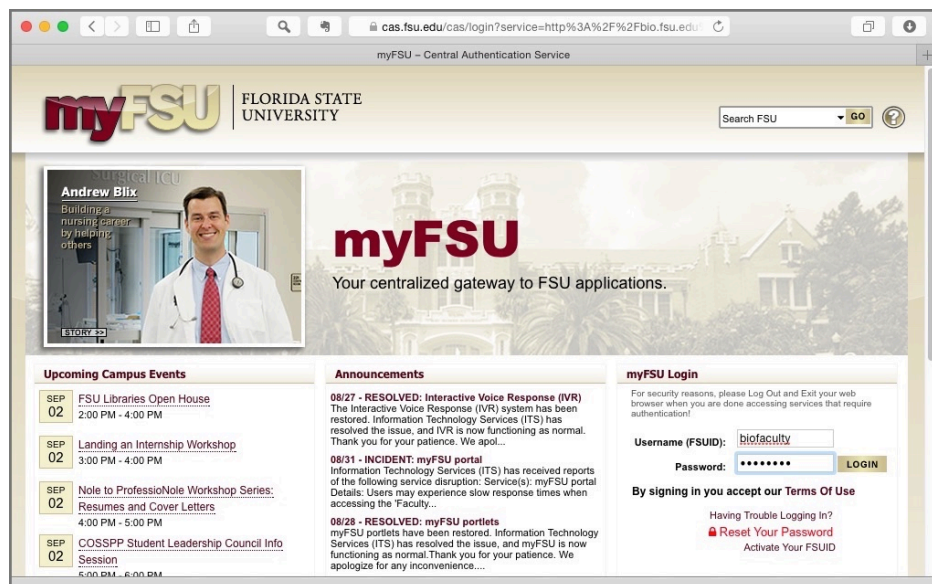 cas.fsu.edu/cas/login?service=http%3A%2F%2Fbio.fsu.edu
myFSU – Central Authentication Service
myFSU
FLORIDA STATE
UNIVERSITY
Search FSU
GO
?
Surgical ICU
Andrew Blix
Building a
nursing career
by helping
others
STORY >>
myFSU
Your centralized gateway to FSU applications.
Upcoming Campus Events
SEP
02
FSU Libraries Open House
2:00 PM - 4:00 PM
SEP
02
Landing an Internship Workshop
3:00 PM - 4:00 PM
SEP
02
Nole to ProfessioNole Workshop Series:
Resumes and Cover Letters
4:00 PM - 5:00 PM
SEP
02
COSSPP Student Leadership Council Info
Session
5:00 PM - 6:00 PM
Announcements
08/27 - RESOLVED: Interactive Voice Response (IVR)
The Interactive Voice Response (IVR) system has been
restored. Information Technology Services (ITS) has
resolved the issue, and IVR is now functioning as normal.
Thank you for your patience. We apol...
08/31 - INCIDENT: myFSU portal
Information Technology Services (ITS) has received reports
of the following service disruption: Service(s): myFSU portal
Details: Users may experience slow response times when
accessing the 'Faculty...
08/28 - RESOLVED: myFSU portlets
myFSU portlets have been restored. Information Technology
Services (ITS) has resolved the issue, and myFSU is now
functioning as normal.Thank you for your patience. We
apologize for any inconvenience....
myFSU Login
For security reasons, please Log Out and Exit your web
browser when you are done accessing services that require
authentication!
Username (FSUID): biofaculty
Password: ••••••••
LOGIN
By signing in you accept our Terms Of Use
Having Trouble Logging In?
Reset Your Password
Activate Your FSUID